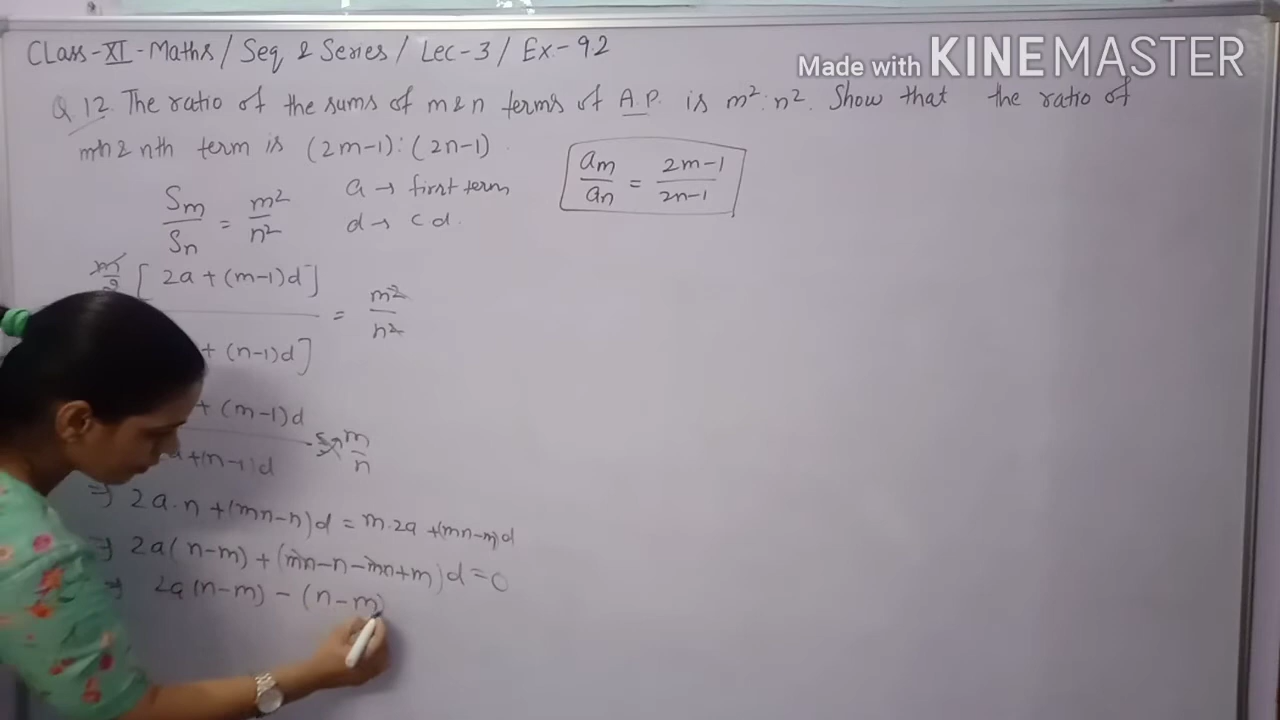 Class-XI-Maths / Seq & Series / Lec-3 / Ex-9.2
Made with KINEMASTER
Q.12. The ratio of the sums of m & n terms of A.P. is m²:n². Show that the ratio of
mth & nth term is (2m-1):(2n-1).
am/an = 2m-1/2n-1
Sm/Sn = m²/n²
a → first term
d → cd.
m/2 [2a+(m-1)d]
= m²/n²
+ (n-1)d]
+ (m-1)d
+(n-1)d
m/n
⇒ 2a.n+(mn-n)d = m.2a+(mn-m)d
⇒ 2a(n-m)+(mn-n-mn+m)d=0
⇒ 2a(n-m)-(n-m)